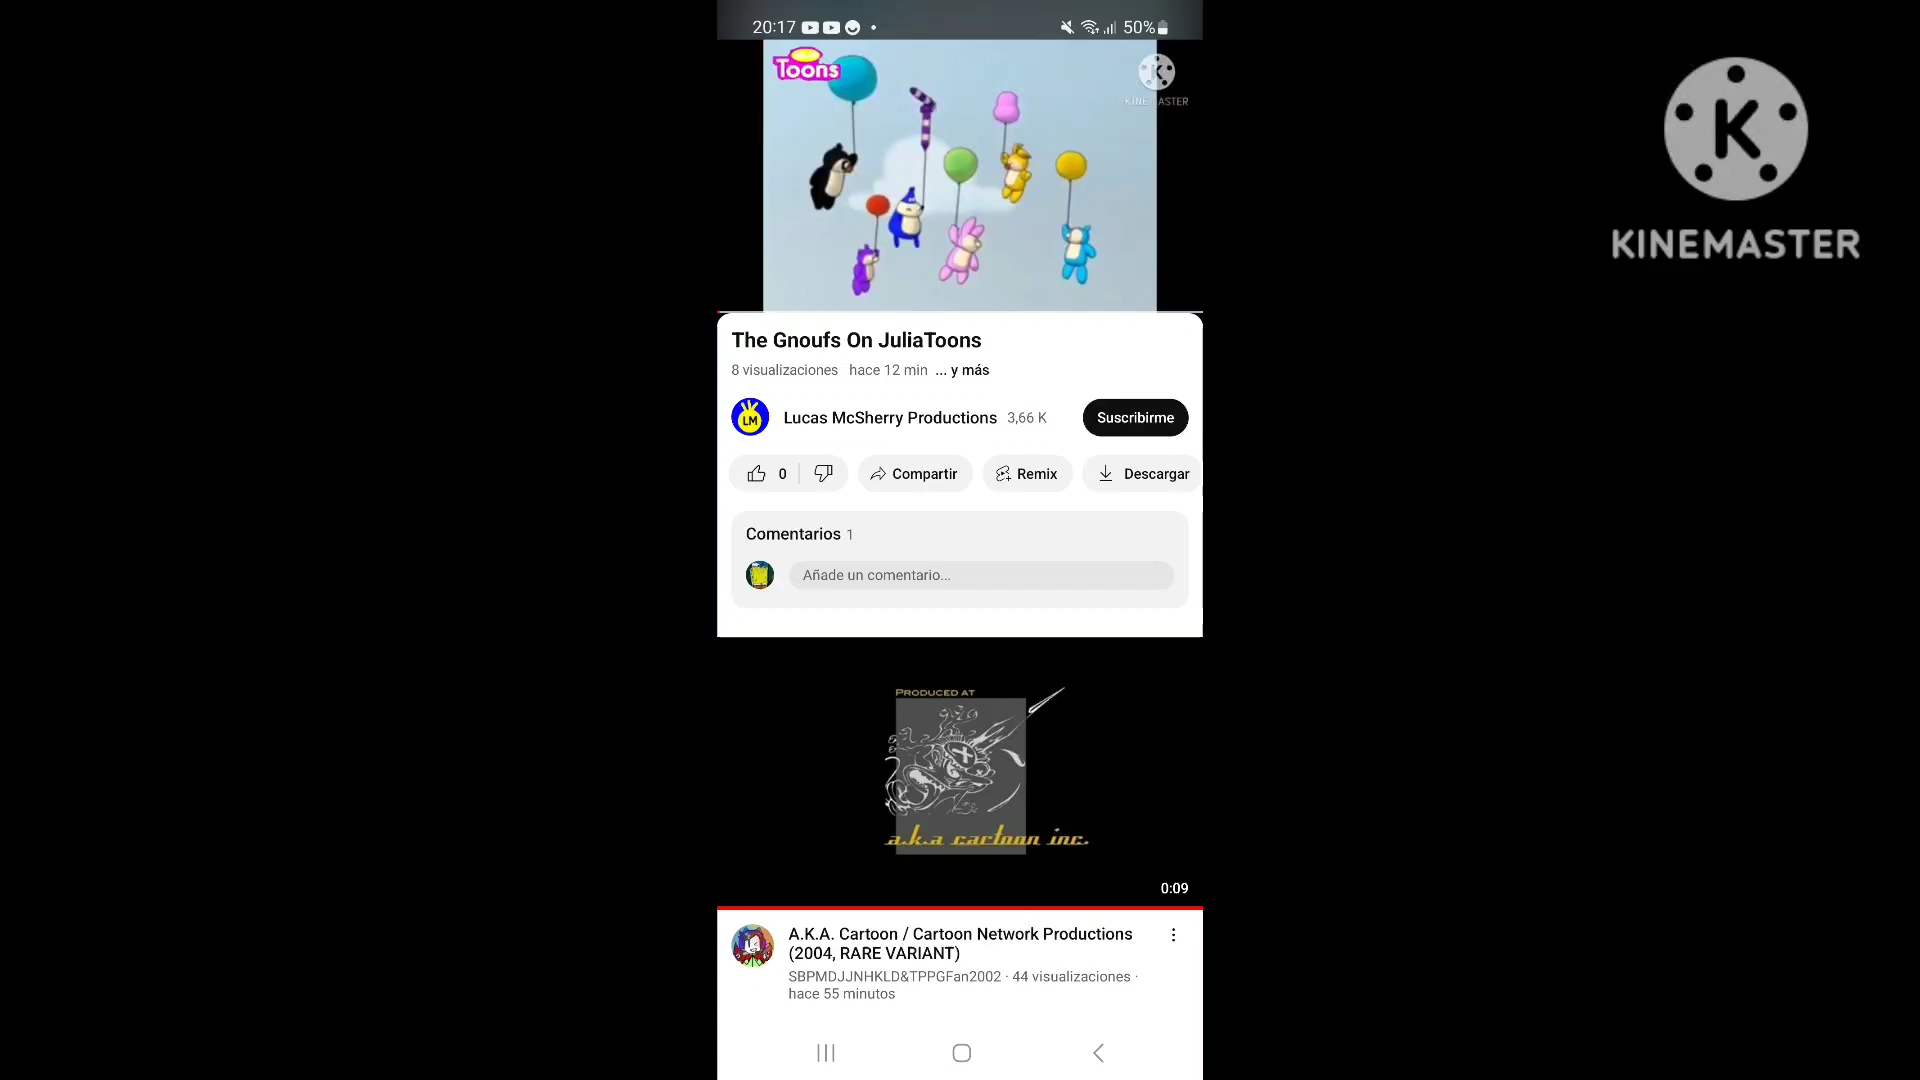 20:17
50%
Toons
KINEMASTER
KINEMASTER
The Gnoufs On JuliaToons
8 visualizaciones hace 12 min ... y más
LM
Lucas McSherry Productions 3,66 K
Suscribirme
0
Compartir
Remix
Descargar
Comentarios 1
Añade un comentario...
PRODUCED AT
a.k.a cartoon inc.
0:09
A.K.A. Cartoon / Cartoon Network Productions
(2004, RARE VARIANT)
SBPMDJJNHKLD&TPPGFan2002 · 44 visualizaciones ·
hace 55 minutos